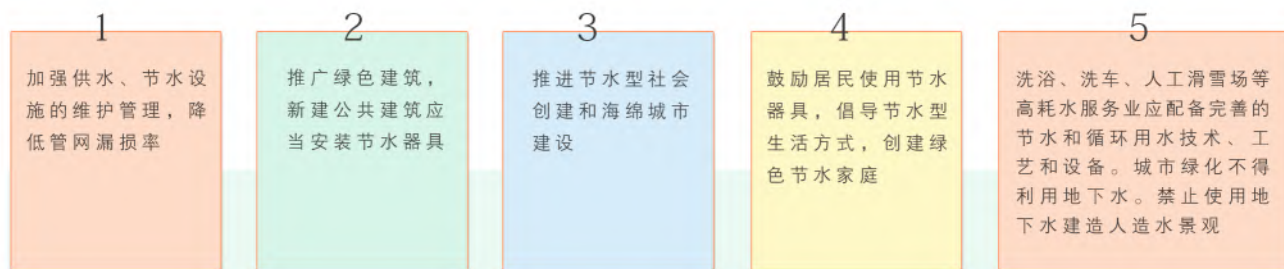 1
加强供水、节水设
施的维护管理，降
低管网漏损率
2
推广绿色建筑，
新建公共建筑应
当安装节水器具
3
推进节水型社会
创建和海绵城市
建设
4
鼓励居民使用节水
器具，倡导节水型
生活方式，创建绿
色节水家庭
5
洗浴、洗车、人工滑雪场等
高耗水服务业应配备完善的
节水和循环用水技术、工
艺和设备。城市绿化不得
利用地下水。禁止使用地
下水建造人造水景观